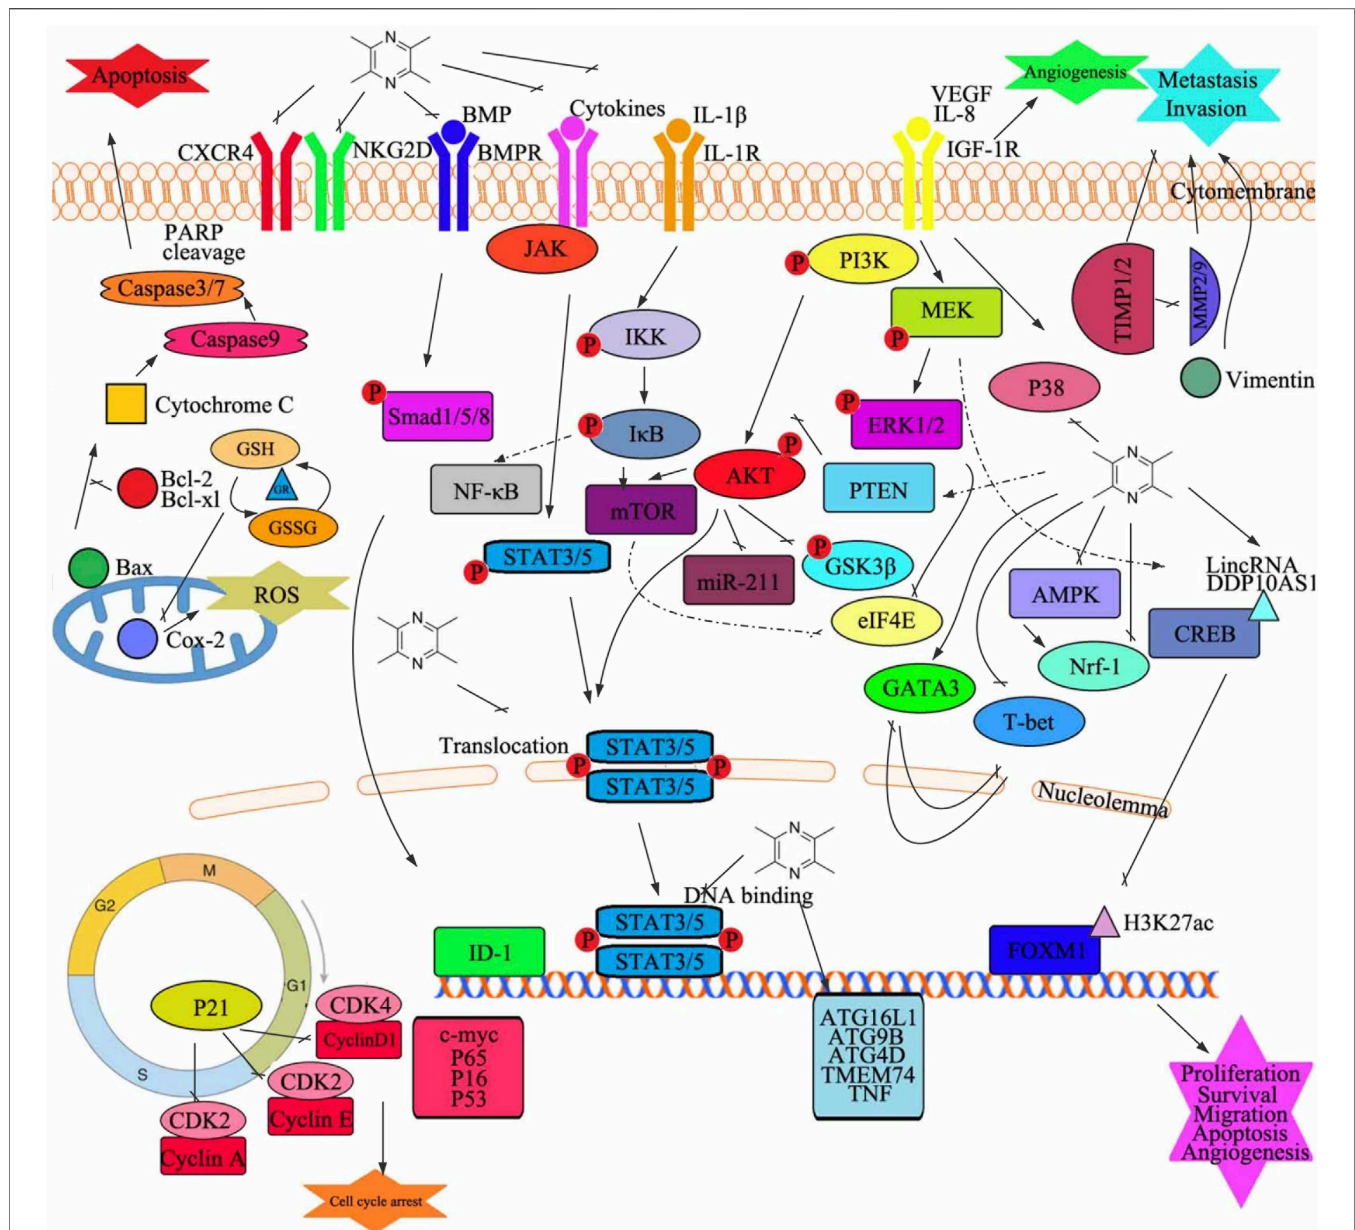 N
N
Apoptosis
Angiogenesis
Metastasis
Invasion
VEGF
IL-8
IGF-1R
BMP
BMPR
Cytokines
IL-1β
IL-1R
CXCR4
NKG2D
Cytomembrane
PARP
cleavage
JAK
P
PI3K
Caspase3/7
MEK
P
TIMP1/2
MMP2/9
Caspase9
P
IKK
P38
Vimentin
Cytochrome C
P
Smad1/5/8
P
IκB
P
ERK1/2
GSH
GR
GSSG
Bcl-2
Bcl-xl
NF-κB
P
AKT
PTEN
N
N
mTOR
STAT3/5
P
P
GSK3β
miR-211
LincRNA
DDP10AS1
Bax
ROS
Cox-2
eIF4E
AMPK
CREB
N
N
Nrf-1
GATA3
T-bet
Translocation
STAT3/5
P
P
STAT3/5
Nucleolemma
N
N
DNA binding
M
G2
G1
S
P21
ID-1
STAT3/5
P
P
STAT3/5
FOXM1
H3K27ac
CDK4
CyclinD1
CDK2
Cyclin E
CDK2
Cyclin A
c-myc
P65
P16
P53
ATG16L1
ATG9B
ATG4D
TMEM74
TNF
Proliferation
Survival
Migration
Apoptosis
Angiogenesis
Cell cycle arrest